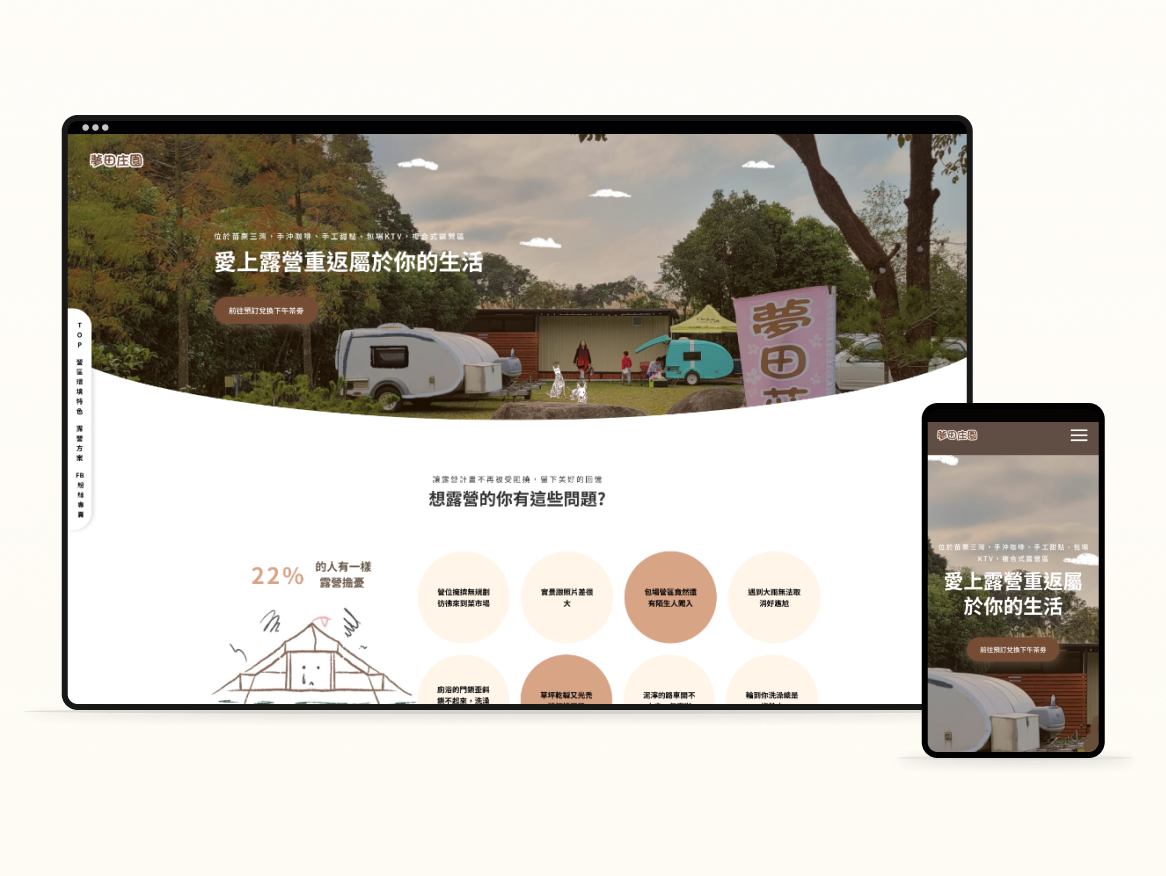 夢田庄園
位於苗栗三灣，手沖咖啡、手工甜點、包場KTV，複合式露營區
愛上露營重返屬於你的生活
前往預訂兌換下午茶券
夢田莊
TOP
營區環境特色
露營方案
FB粉絲專頁
讓露營計畫不再被受阻撓，留下美好的回憶
想露營的你有這些問題?
22%
的人有一樣
露營擔憂
營位擁擠無規劃
彷彿來到菜市場
實景跟照片差很
大
包場營區竟然還
有陌生人闖入
遇到大雨無法取
消好尷尬
廁浴的門鎖歪斜
鎖不起來，洗澡
草坪乾癟又光禿
泥濘的路車開不
輪到你洗澡總是
夢田庄園
位於苗栗三灣，手沖咖啡、手工甜點、包場
KTV，複合式露營區
愛上露營重返屬
於你的生活
前往預訂兌換下午茶券